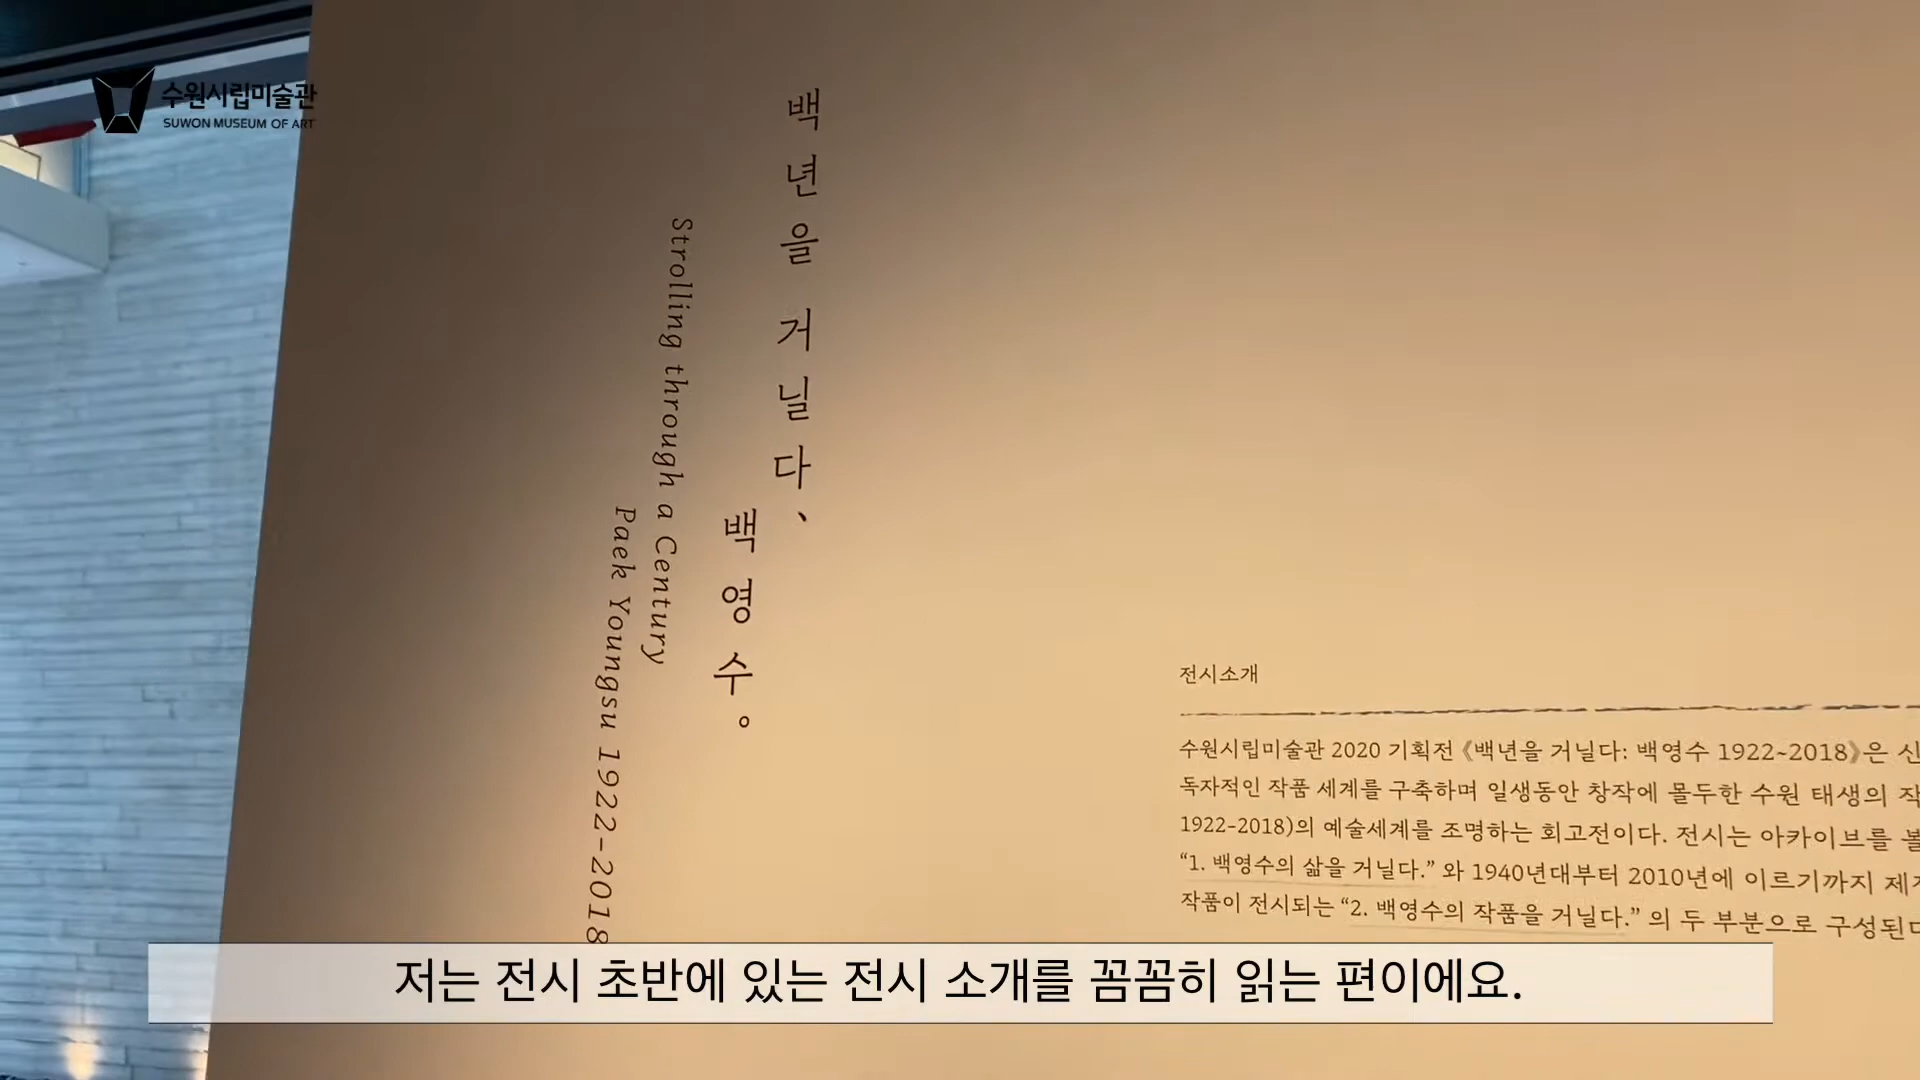 수원시립미술관
SUWON MUSEUM OF ART
백년을 거닐다、
백영수。
Strolling through a Century
Paek Youngsu 1922-2018
전시소개
수원시립미술관 2020 기획전 《백년을 거닐다: 백영수 1922~2018》은 신
독자적인 작품 세계를 구축하며 일생동안 창작에 몰두한 수원 태생의 작
1922-2018)의 예술세계를 조명하는 회고전이다. 전시는 아카이브를 볼
“1. 백영수의 삶을 거닐다.” 와 1940년대부터 2010년에 이르기까지 제
작품이 전시되는 “2. 백영수의 작품을 거닐다.” 의 두 부분으로 구성된다
저는 전시 초반에 있는 전시 소개를 꼼꼼히 읽는 편이에요.